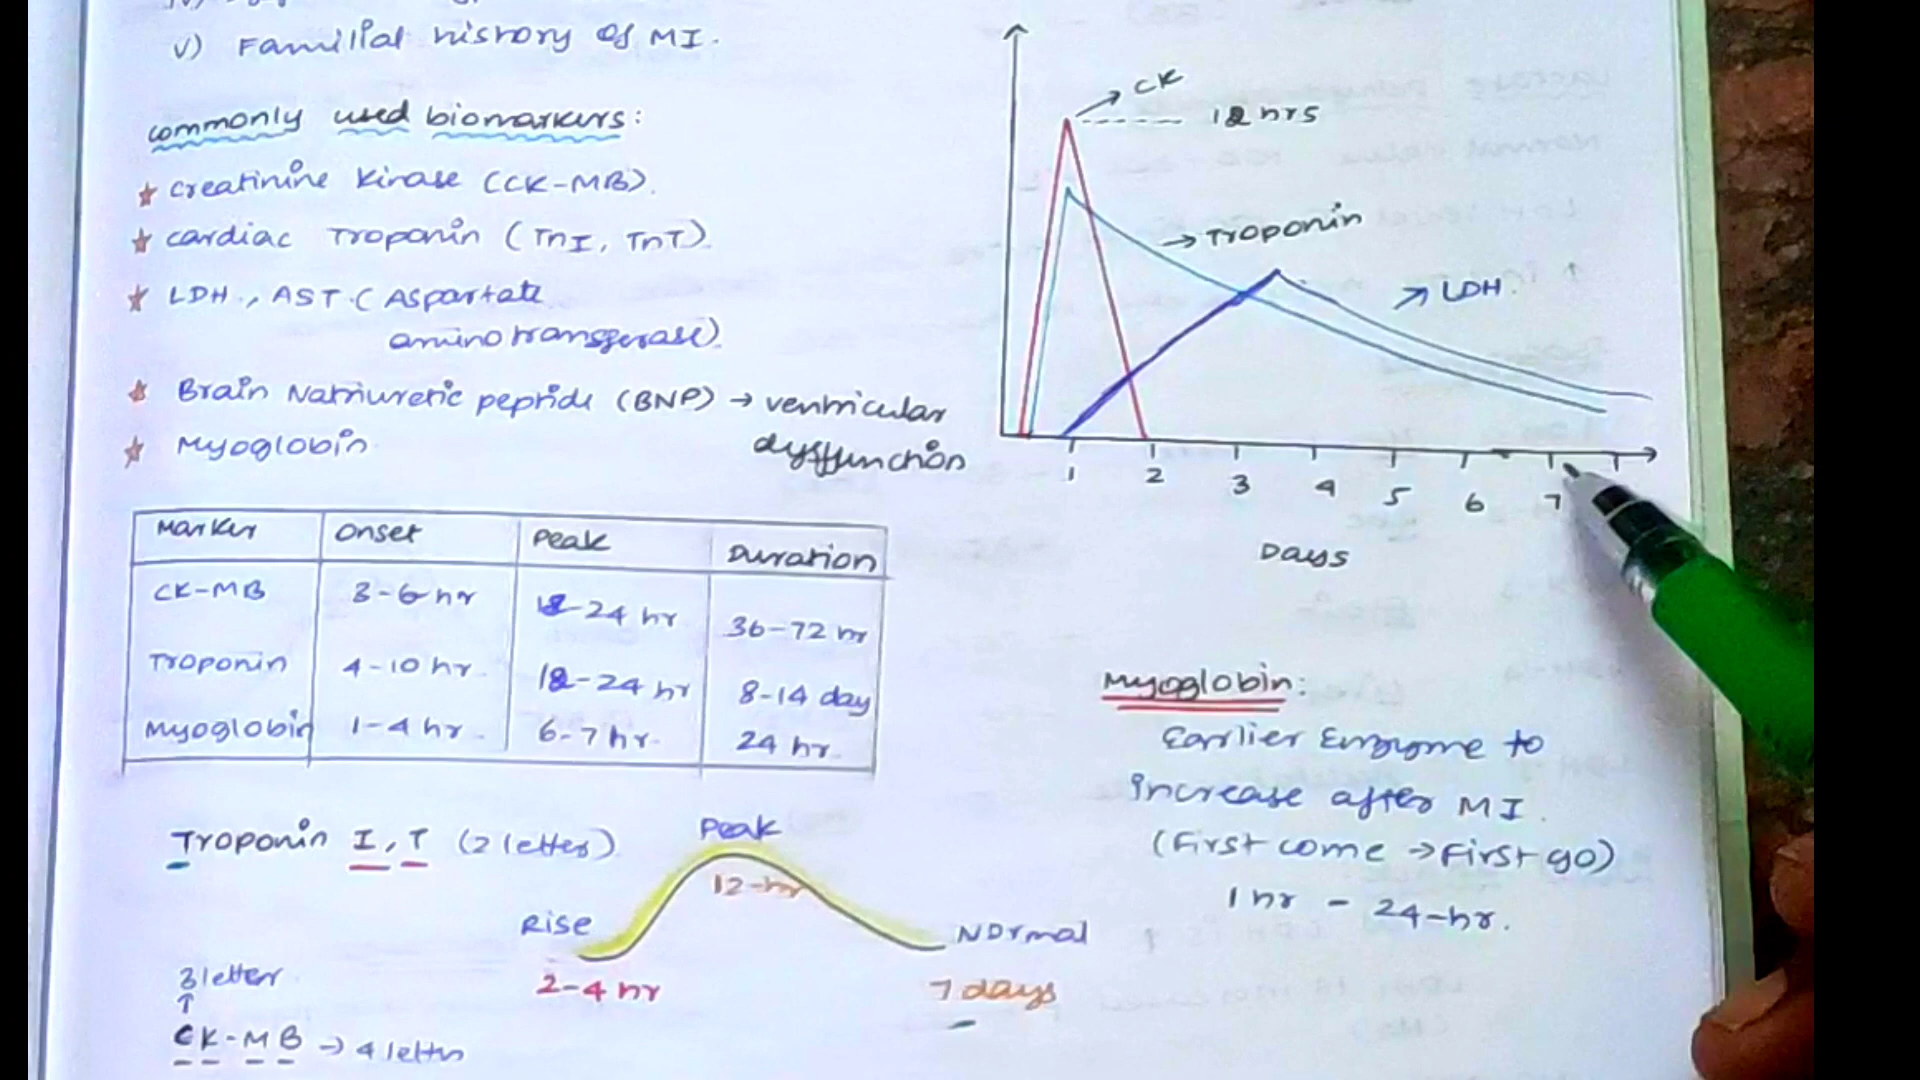 v) Familial history of MI.
commonly used biomarkers:
creatinine kinase (CK-MB).
cardiac Troponin (TnI, TnT).
LDH, AST (Aspartate
aminotransferase).
Brain Natriuretic peptide (BNP) → ventricular
dysfunction
Myoglobin
CK
12 hrs
→ Troponin
LDH
1 2 3 4 5 6 7
Days
Marker Onset Peak Duration
CK-MB 3-6 hr 12-24 hr 36-72 hr
Troponin 4-10 hr 12-24 hr 8-14 day
Myoglobin 1-4 hr 6-7 hr 24 hr
Myoglobin:
Earlier Enzyme to
increase after MI.
(First come → First go)
1 hr - 24-hr.
Troponin I, T (2 letter)
Peak
12-hr
Rise
Normal
2-4 hr
7 days
3 letter
↑
CK-MB → 4 letter